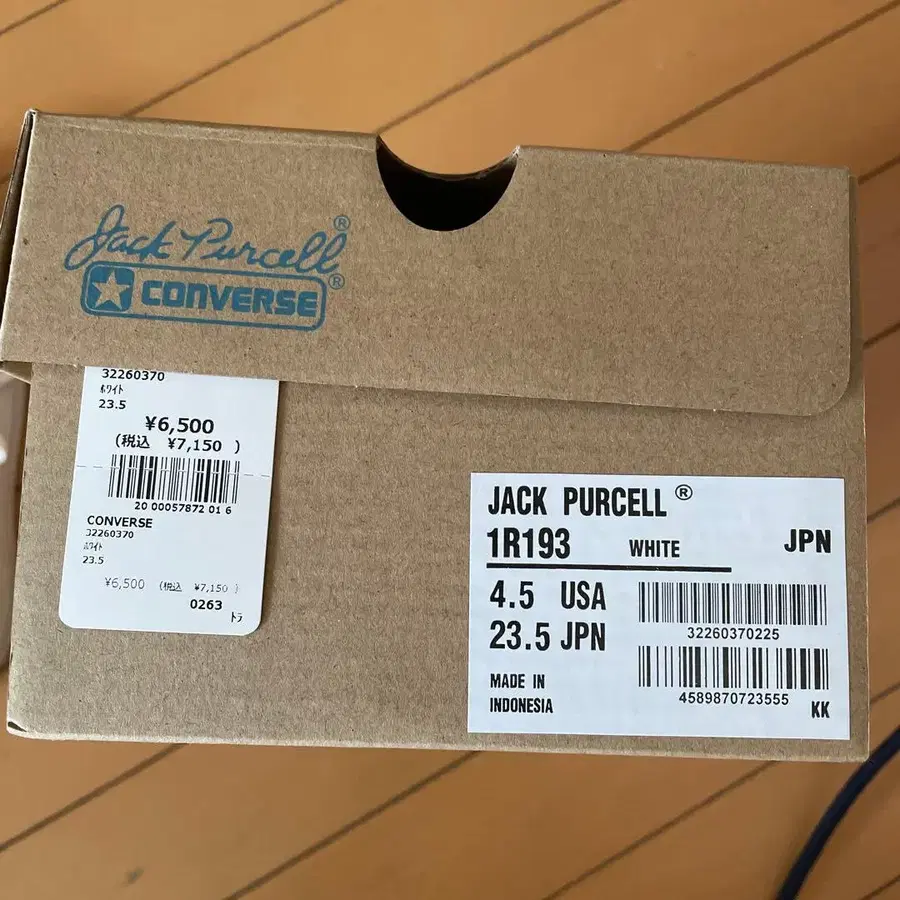 Jack Purcell®
CONVERSE®
32260370
ﾎﾜｲﾄ
23.5
¥6,500
(税込 ¥7,150 )
20 00057872 01 6
CONVERSE
32260370
ﾎﾜｲﾄ
23.5
¥6,500 (税込 ¥7,150 )
0263
ﾄﾗ
JACK PURCELL®
1R193 WHITE JPN
4.5 USA
23.5 JPN
32260370225
MADE IN
INDONESIA
4589870723555
KK